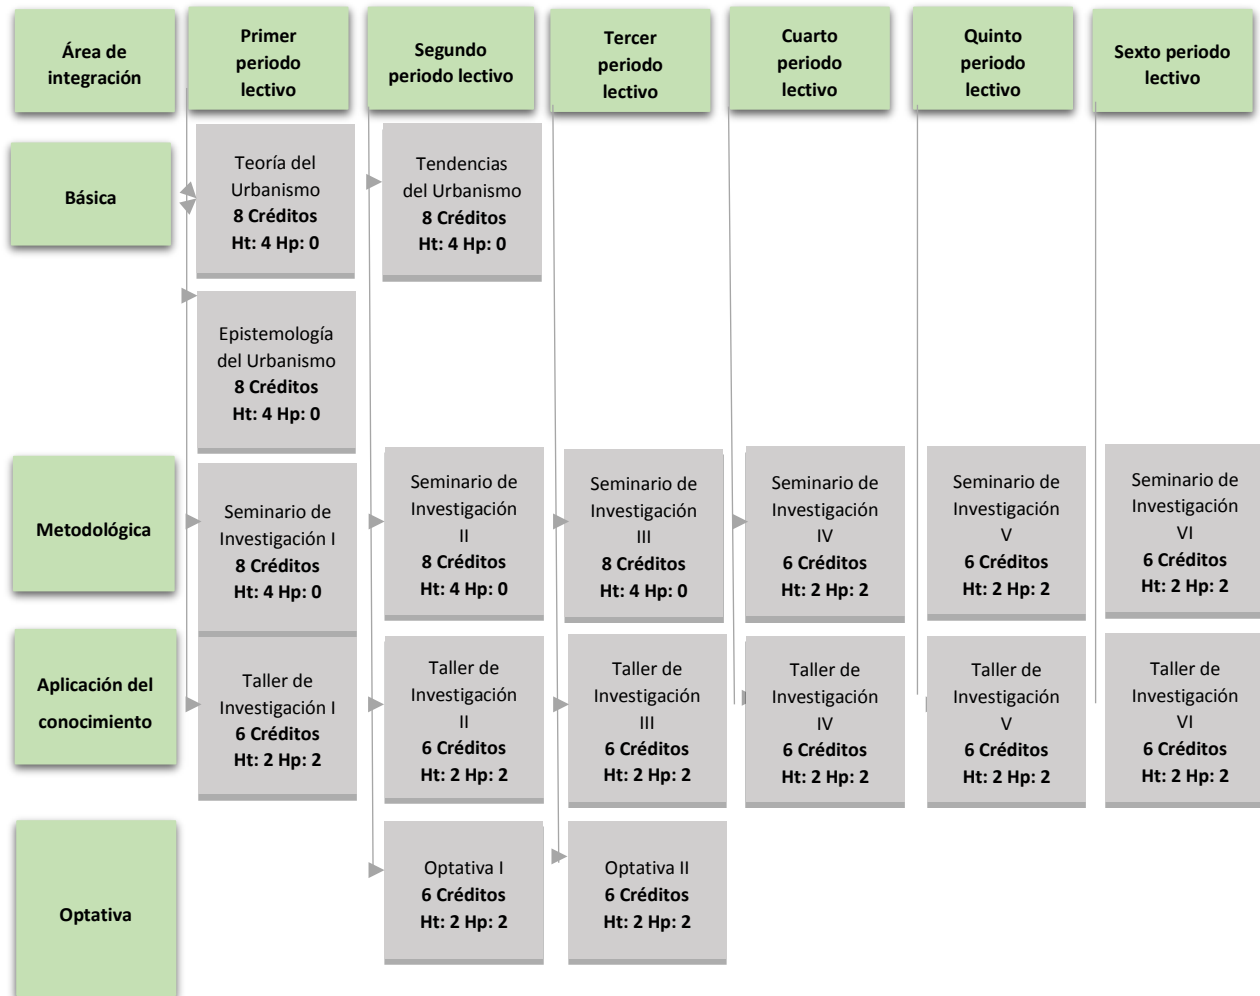 Área de
integración
Primer
periodo
lectivo
Segundo
periodo lectivo
Tercer
periodo
lectivo
Cuarto
periodo
lectivo
Quinto
periodo
lectivo
Sexto periodo
lectivo
Básica
Teoría del
Urbanismo
8 Créditos
Ht: 4 Hp: 0
Tendencias
del Urbanismo
8 Créditos
Ht: 4 Hp: 0
Epistemología
del Urbanismo
8 Créditos
Ht: 4 Hp: 0
Metodológica
Seminario de
Investigación I
8 Créditos
Ht: 4 Hp: 0
Seminario de
Investigación
II
8 Créditos
Ht: 4 Hp: 0
Seminario de
Investigación
III
8 Créditos
Ht: 4 Hp: 0
Seminario de
Investigación
IV
6 Créditos
Ht: 2 Hp: 2
Seminario de
Investigación
V
6 Créditos
Ht: 2 Hp: 2
Seminario de
Investigación
VI
6 Créditos
Ht: 2 Hp: 2
Aplicación del
conocimiento
Taller de
Investigación I
6 Créditos
Ht: 2 Hp: 2
Taller de
Investigación
II
6 Créditos
Ht: 2 Hp: 2
Taller de
Investigación
III
6 Créditos
Ht: 2 Hp: 2
Taller de
Investigación
IV
6 Créditos
Ht: 2 Hp: 2
Taller de
Investigación
V
6 Créditos
Ht: 2 Hp: 2
Taller de
Investigación
VI
6 Créditos
Ht: 2 Hp: 2
Optativa
Optativa I
6 Créditos
Ht: 2 Hp: 2
Optativa II
6 Créditos
Ht: 2 Hp: 2